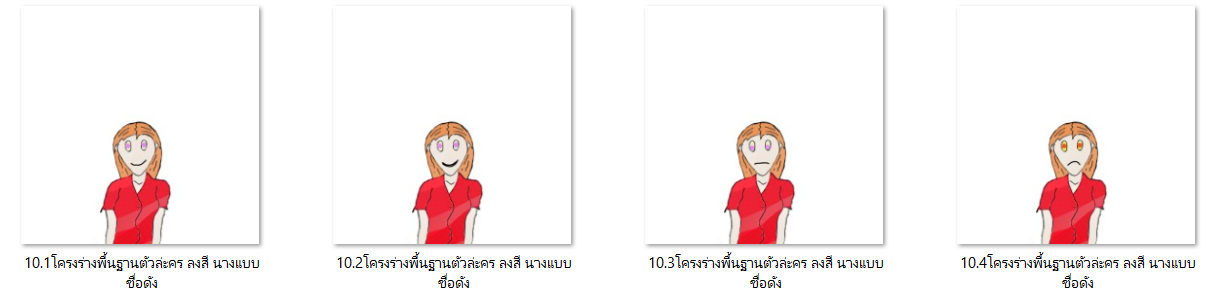 10.1โครงร่างพื้นฐานตัวละคร ลงสี นางแบบ
ชื่อดัง
10.2โครงร่างพื้นฐานตัวละคร ลงสี นางแบบ
ชื่อดัง
10.3โครงร่างพื้นฐานตัวละคร ลงสี นางแบบ
ชื่อดัง
10.4โครงร่างพื้นฐานตัวละคร ลงสี นางแบบ
ชื่อดัง